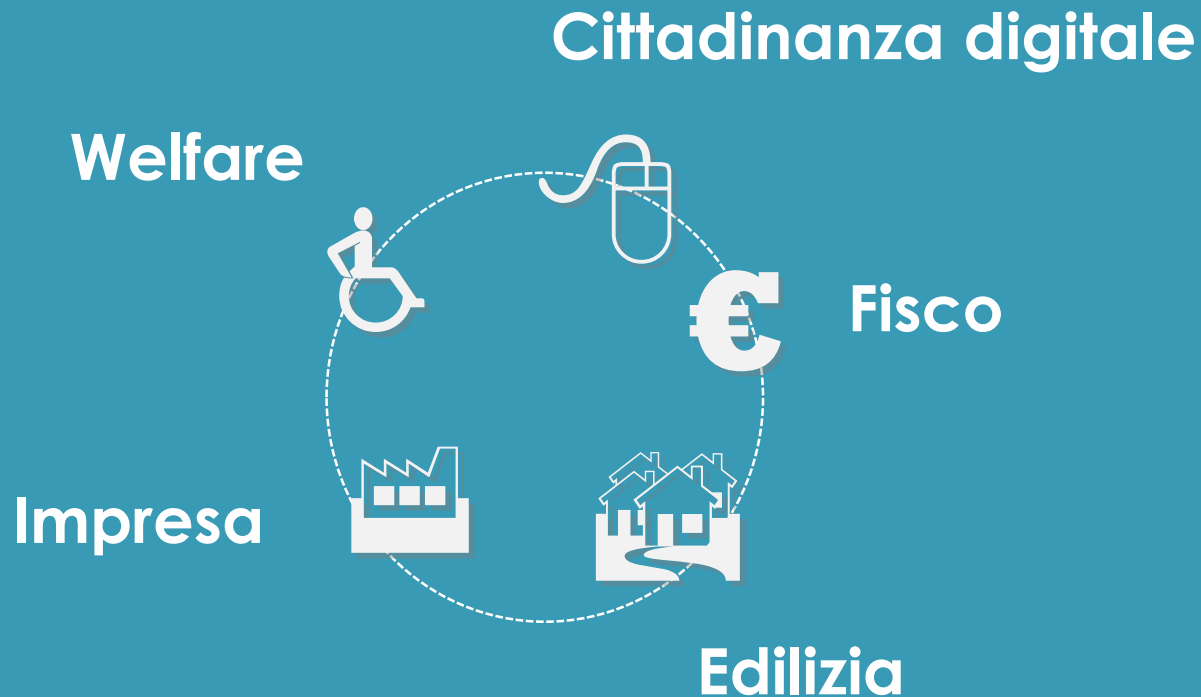 Cittadinanza digitale
Welfare
€
Fisco
Impresa
Edilizia